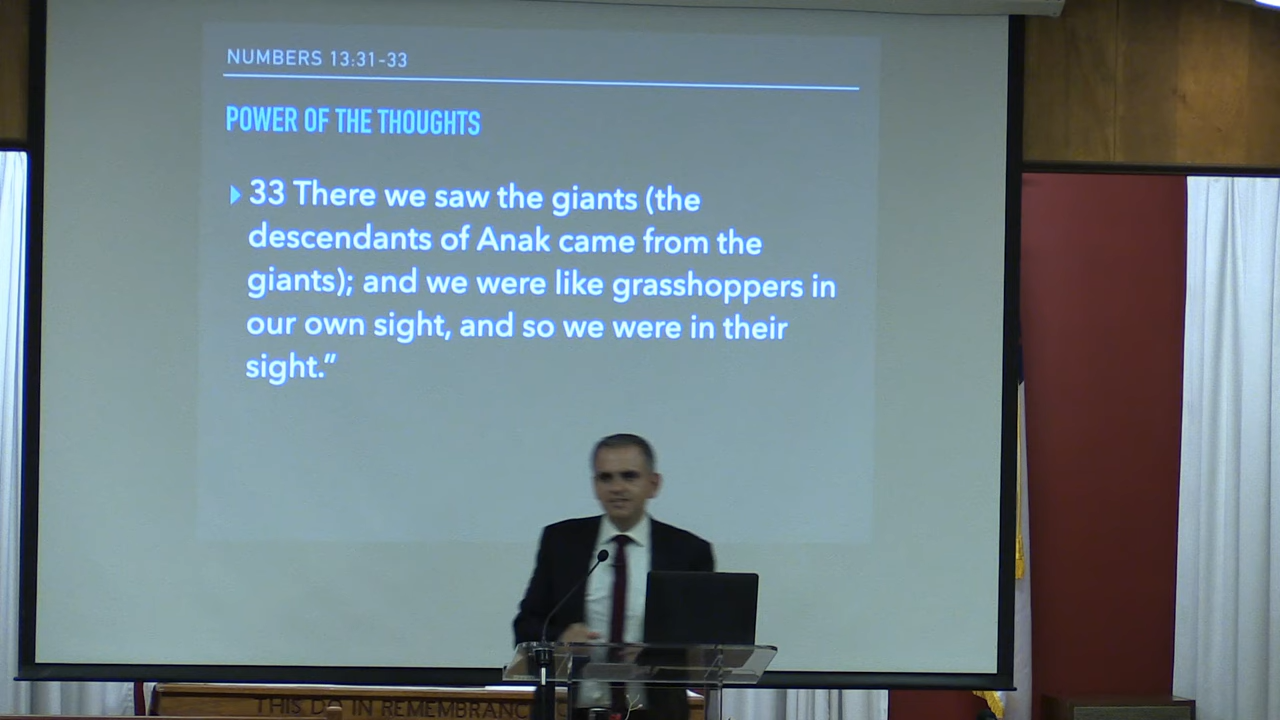 NUMBERS 13:31-33
POWER OF THE THOUGHTS
33 There we saw the giants (the
descendants of Anak came from the
giants); and we were like grasshoppers in
our own sight, and so we were in their
sight.”
THIS DO IN REMEMBRANC